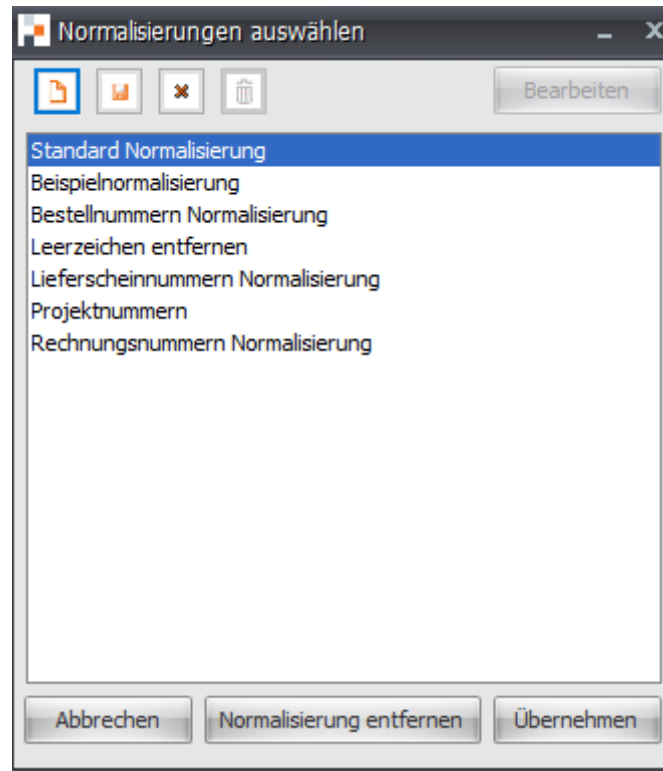 Normalisierungen auswählen
Bearbeiten
Standard Normalisierung
Beispielnormalisierung
Bestellnummern Normalisierung
Leerzeichen entfernen
Lieferscheinnummern Normalisierung
Projektnummern
Rechnungsnummern Normalisierung
Abbrechen Normalisierung entfernen Übernehmen